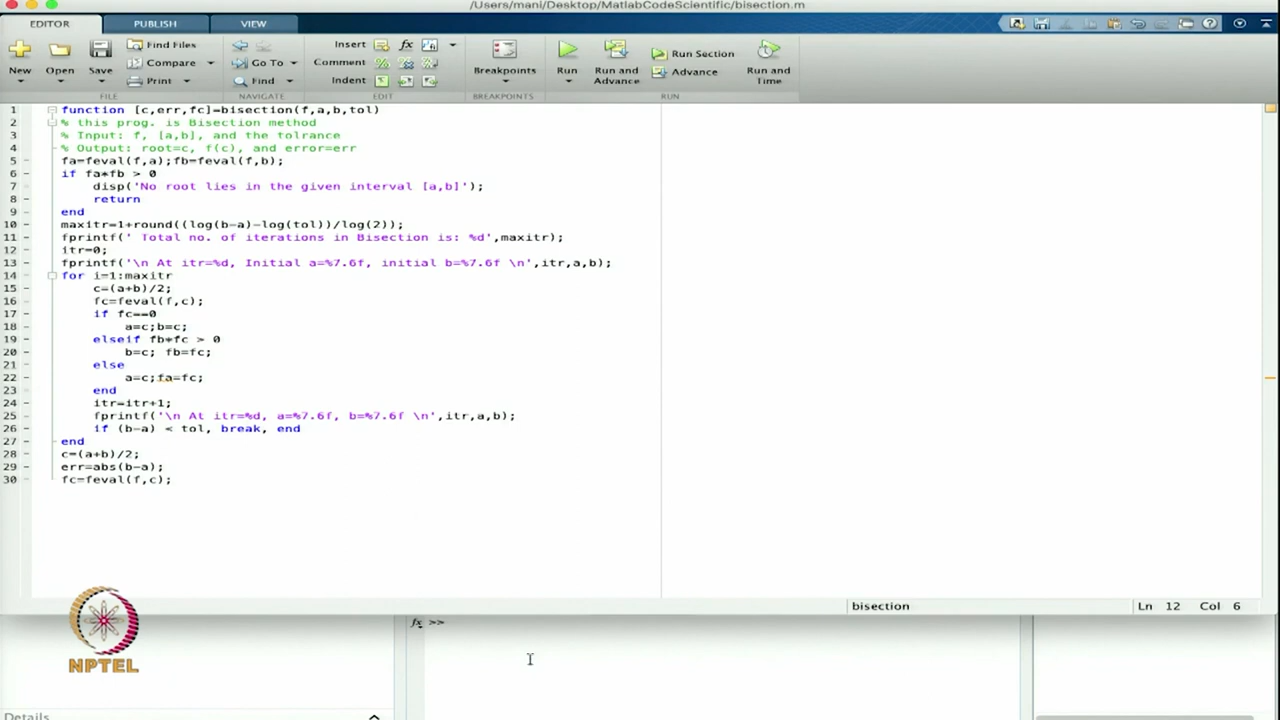 /Users/mani/Desktop/MatlabCodeScientific/bisection.m
EDITOR PUBLISH VIEW
New Open Save Find Files Compare Print
Go To Find
Insert fx
Comment
Indent
Breakpoints
Run Run and Advance Run Section Advance Run and Time
FILE NAVIGATE EDIT BREAKPOINTS RUN
1 function [c,err,fc]=bisection(f,a,b,tol)
2 % this prog. is Bisection method
3 % Input: f, [a,b], and the tolrance
4 % Output: root=c, f(c), and error=err
5 fa=feval(f,a);fb=feval(f,b);
6 if fa*fb > 0
7 disp('No root lies in the given interval [a,b]');
8 return
9 end
10 maxitr=1+round((log(b-a)-log(tol))/log(2));
11 fprintf(' Total no. of iterations in Bisection is: %d',maxitr);
12 itr=0;
13 fprintf('\n At itr=%d, Initial a=%7.6f, initial b=%7.6f \n',itr,a,b);
14 for i=1:maxitr
15 c=(a+b)/2;
16 fc=feval(f,c);
17 if fc==0
18 a=c;b=c;
19 elseif fb*fc > 0
20 b=c; fb=fc;
21 else
22 a=c;fa=fc;
23 end
24 itr=itr+1;
25 fprintf('\n At itr=%d, a=%7.6f, b=%7.6f \n',itr,a,b);
26 if (b-a) < tol, break, end
27 end
28 c=(a+b)/2;
29 err=abs(b-a);
30 fc=feval(f,c);
bisection Ln 12 Col 6
fx >>
NPTEL
Details